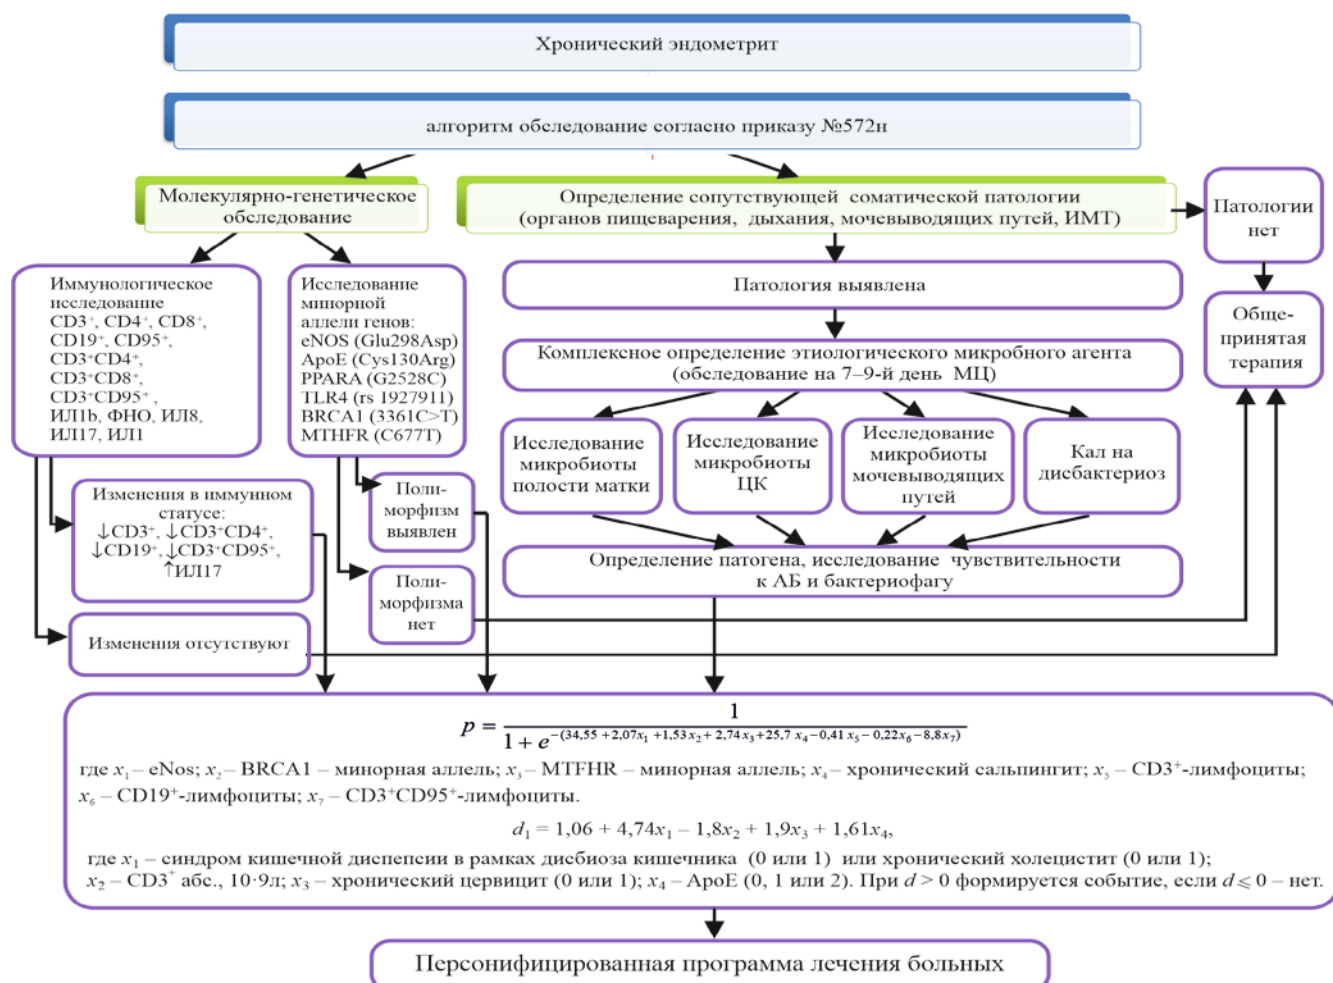 Хронический эндометрит
алгоритм обследование согласно приказу №572н
Молекулярно-генетическое
обследование
Определение сопутствующей соматической патологии
(органов пищеварения, дыхания, мочевыводящих путей, ИМТ)
Патологии
нет
Иммунологическое
исследование
CD3⁺, CD4⁺, CD8⁺,
CD19⁺, CD95⁺,
CD3⁺CD4⁺,
CD3⁺CD8⁺,
CD3⁺CD95⁺ ,
ИЛ1b, ФНО, ИЛ8,
ИЛ17, ИЛ1
Исследование
минорной
аллели генов:
eNOS (Glu298Asp)
ApoE (Cys130Arg)
PPARA (G2528C)
TLR4 (rs 1927911)
BRCA1 (3361C>T)
MTHFR (C677T)
Патология выявлена
Обще-
принятая
терапия
Комплексное определение этиологического микробного агента
(обследование на 7–9-й день МЦ)
Исследование
микробиоты
полости матки
Исследование
микробиоты
ЦК
Исследование
микробиоты
мочевыводящих
путей
Кал на
дисбактериоз
Изменения в иммунном
статусе:
↓CD3⁺, ↓CD3⁺CD4⁺,
↓CD19⁺, ↓CD3⁺CD95⁺,
↑ИЛ17
Поли-
морфизм
выявлен
Определение патогена, исследование чувствительности
к АБ и бактериофагу
Поли-
морфизма
нет
Изменения отсутствуют
p = 1 / (1 + e^–(34,55 +2,07x₁ +1,53x₂ + 2,74 x₃ +25,7 x₄ –0,41 x₅ –0,22x₆ –8,8x₇))
где x₁ – eNos; x₂ – BRCA1 – минорная аллель; x₃ – MTFHR – минорная аллель; x₄ – хронический сальпингит; x₅ – CD3⁺-лимфоциты;
x₆ – CD19⁺-лимфоциты; x₇ – CD3⁺CD95⁺-лимфоциты.
d₁ = 1,06 + 4,74x₁ – 1,8x₂ + 1,9x₃ + 1,61x₄,
где x₁ – синдром кишечной диспепсии в рамках дисбиоза кишечника (0 или 1) или хронический холецистит (0 или 1);
x₂ – CD3⁺ абс., 10·9л; x₃ – хронический цервицит (0 или 1); x₄ – ApoE (0, 1 или 2). При d > 0 формируется событие, если d ⩽ 0 – нет.
Персонифицированная программа лечения больных